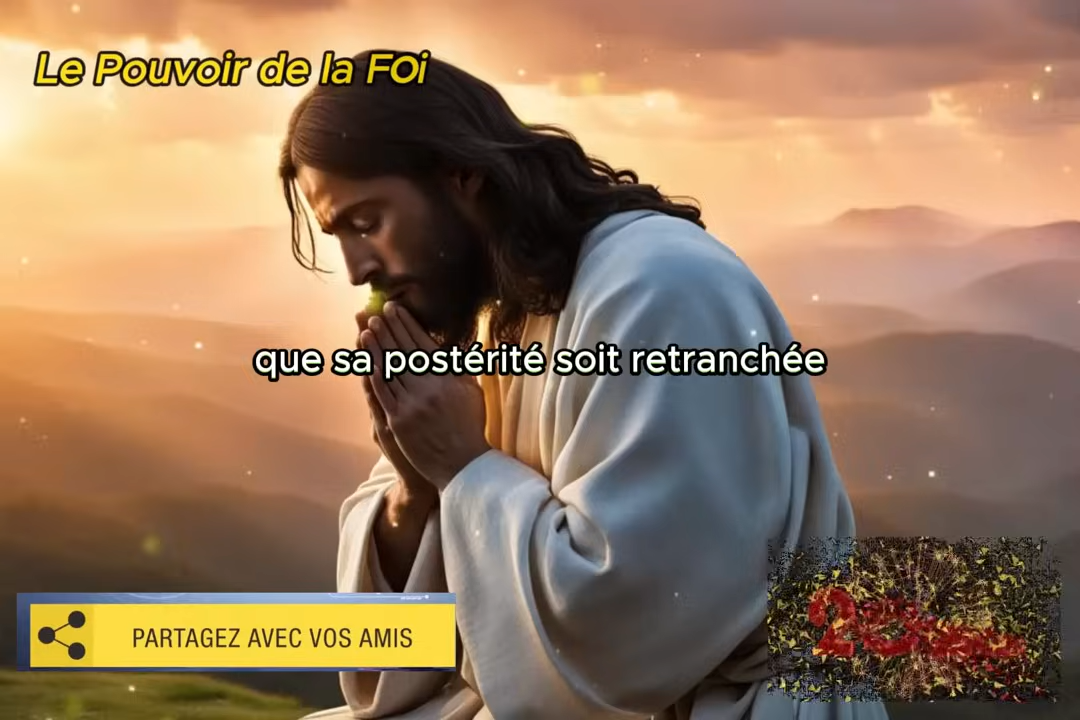 Le Pouvoir de la FOi
que sa postérité soit retranchée
PARTAGEZ AVEC VOS AMIS